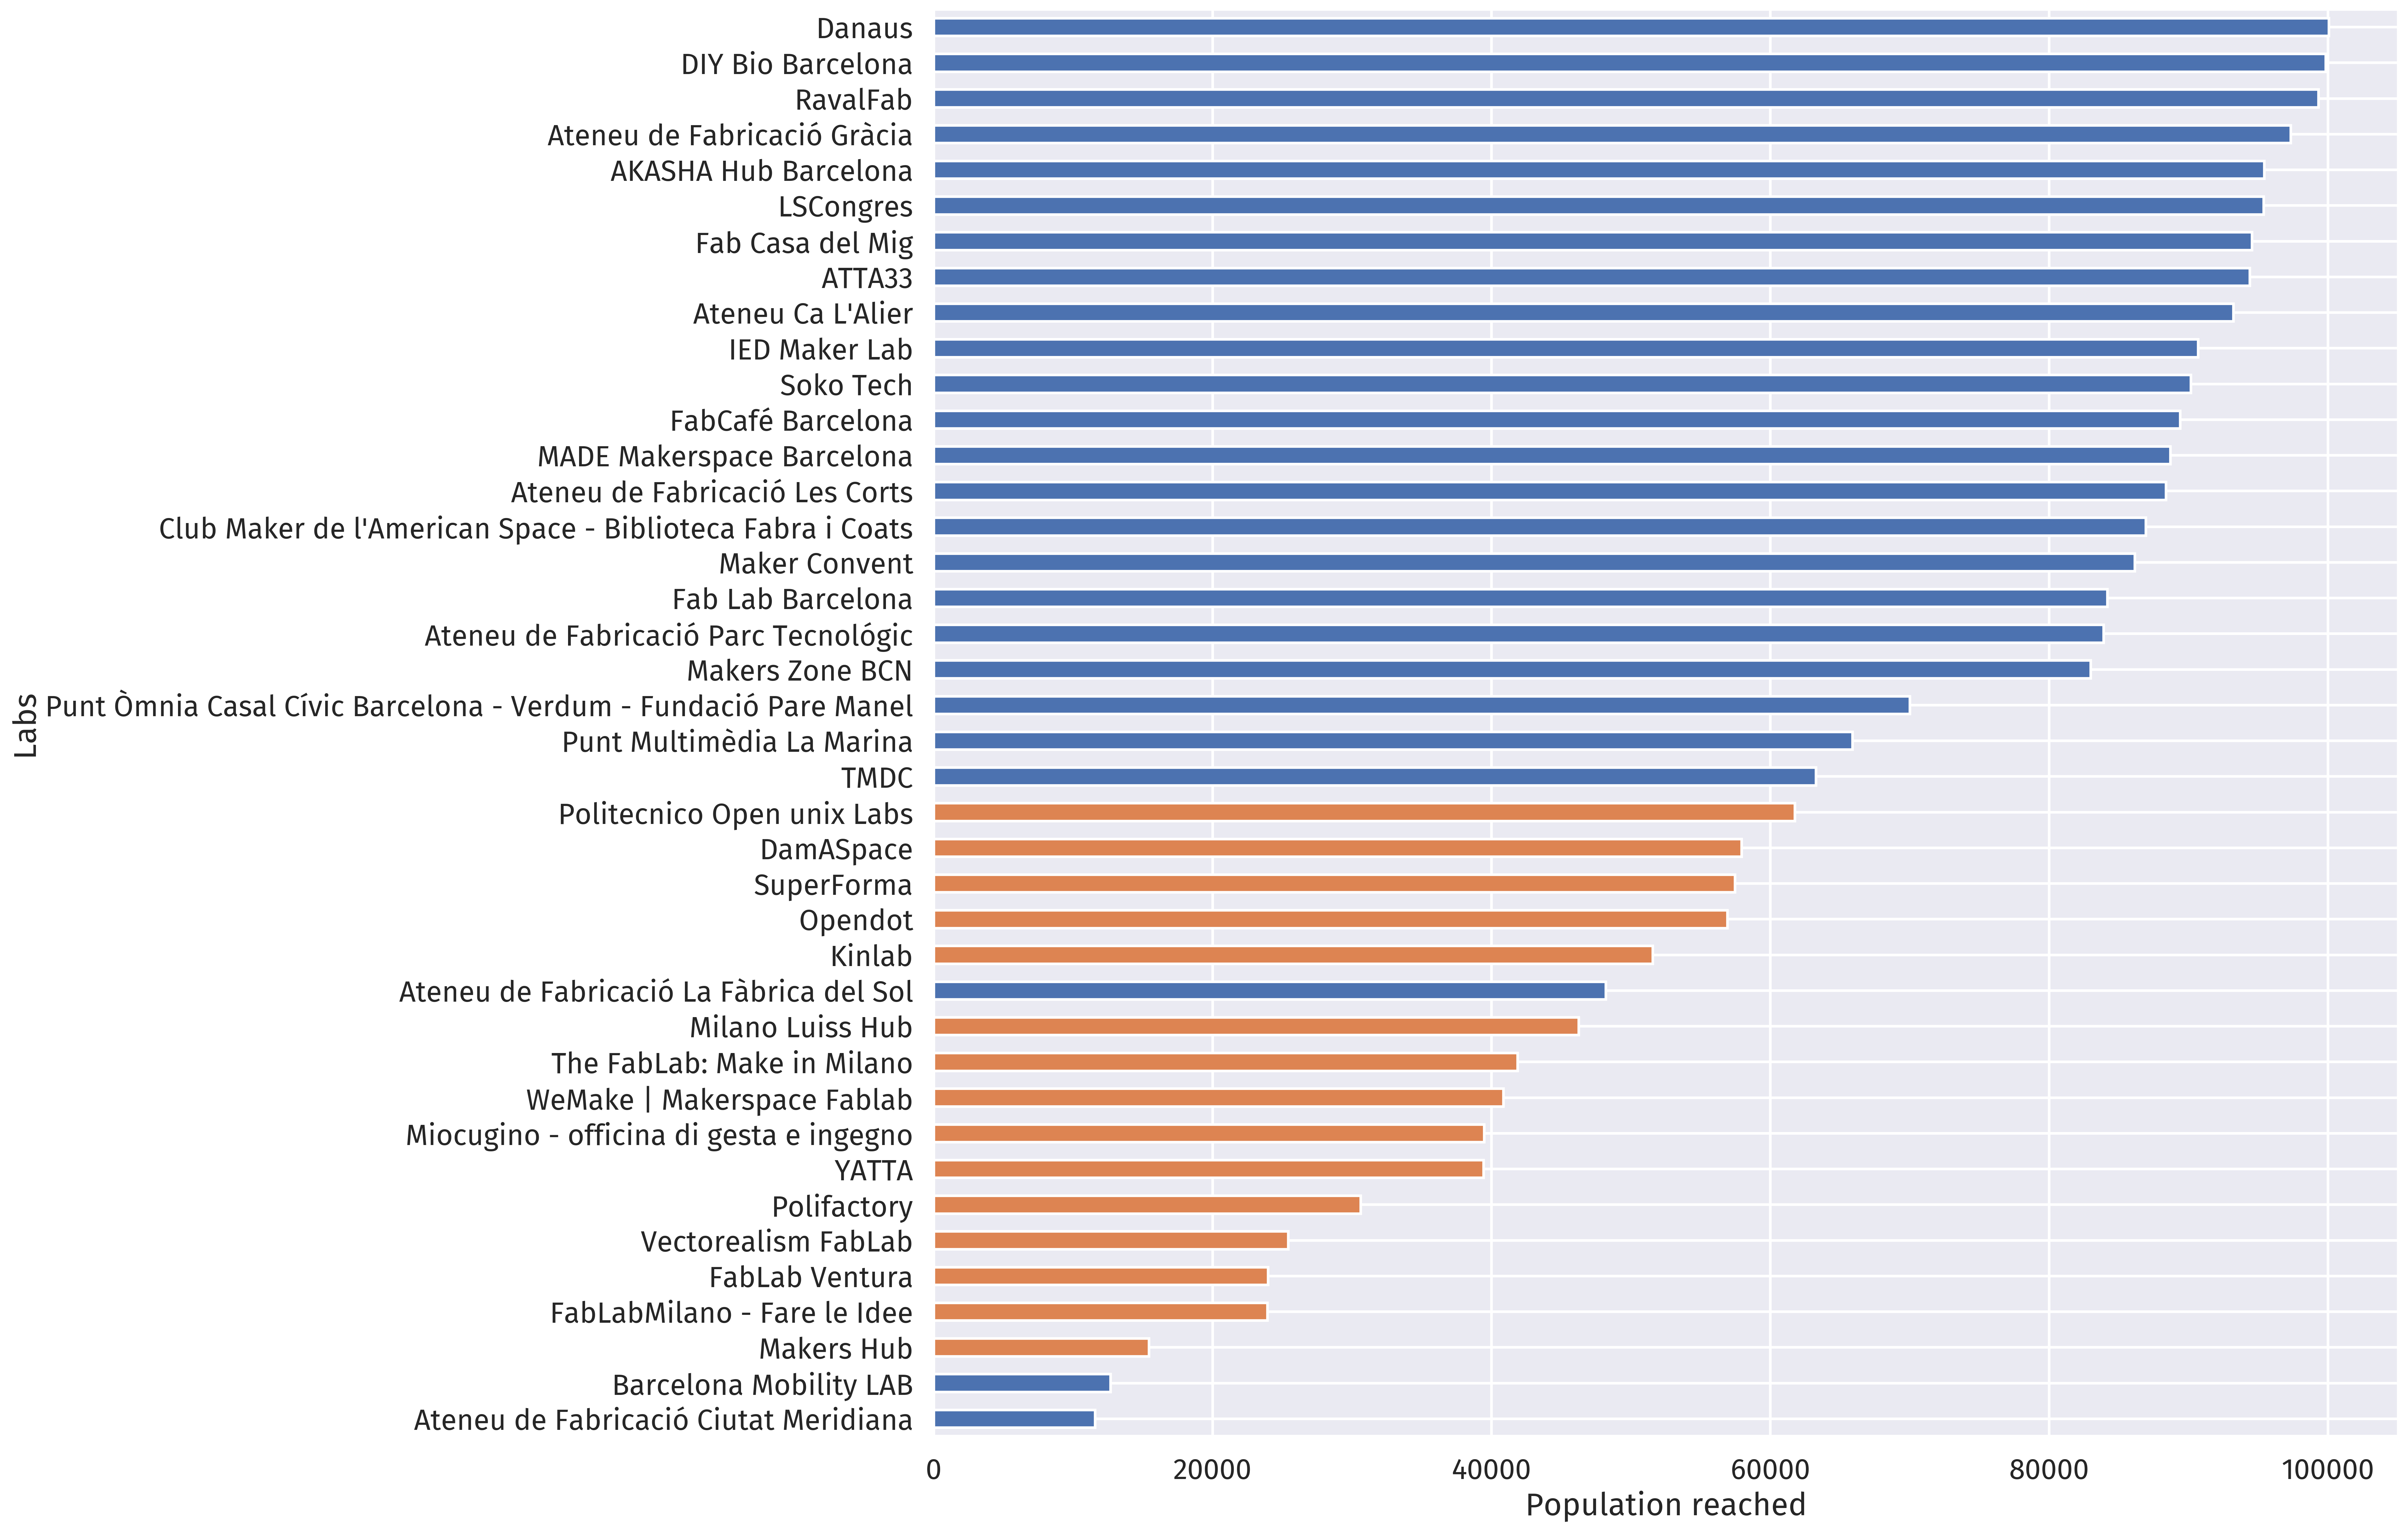 Danaus
DIY Bio Barcelona
RavalFab
Ateneu de Fabricació Gràcia
AKASHA Hub Barcelona
LSCongres
Fab Casa del Mig
ATTA33
Ateneu Ca L'Alier
IED Maker Lab
Soko Tech
FabCafé Barcelona
MADE Makerspace Barcelona
Ateneu de Fabricació Les Corts
Club Maker de l'American Space - Biblioteca Fabra i Coats
Maker Convent
Fab Lab Barcelona
Ateneu de Fabricació Parc Tecnológic
Makers Zone BCN
Punt Òmnia Casal Cívic Barcelona - Verdum - Fundació Pare Manel
Punt Multimèdia La Marina
TMDC
Politecnico Open unix Labs
DamASpace
SuperForma
Opendot
Kinlab
Ateneu de Fabricació La Fàbrica del Sol
Milano Luiss Hub
The FabLab: Make in Milano
WeMake | Makerspace Fablab
Miocugino - officina di gesta e ingegno
YATTA
Polifactory
Vectorealism FabLab
FabLab Ventura
FabLabMilano - Fare le Idee
Makers Hub
Barcelona Mobility LAB
Ateneu de Fabricació Ciutat Meridiana
Labs
0 20000 40000 60000 80000 100000
Population reached